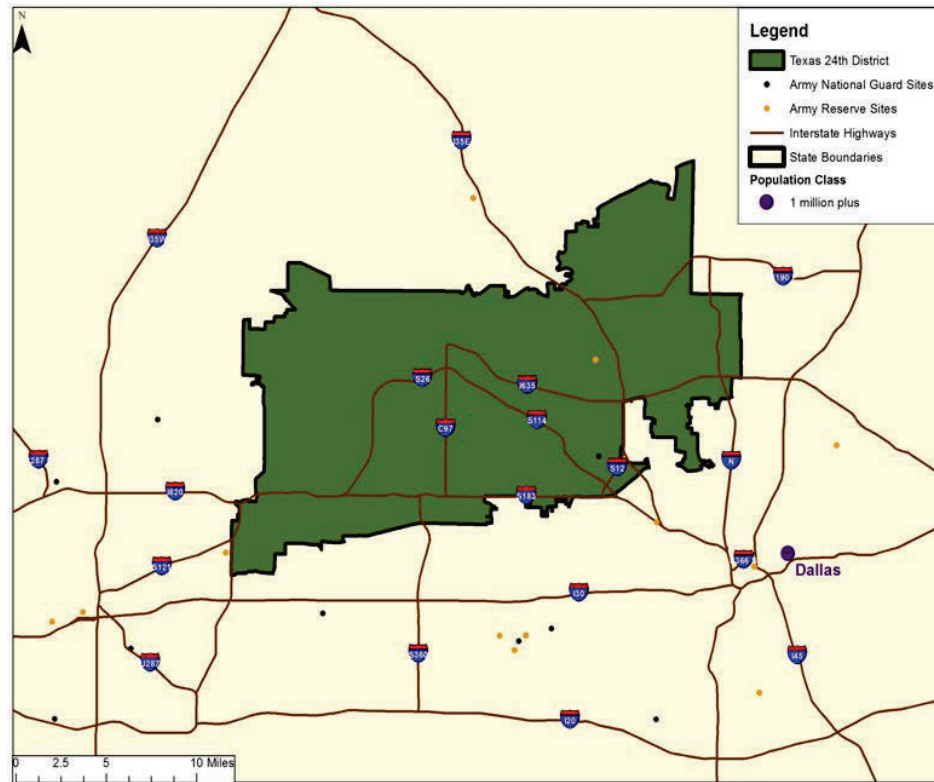 N
Legend
Texas 24th District
Army National Guard Sites
Army Reserve Sites
Interstate Highways
State Boundaries
Population Class
1 million plus
I35E
I35W
190
S26
I635
S114
C97
287
S12
N
I820
S183
S121
366
Dallas
I30
S360
U287
I45
I20
0 2.5 5 10 Miles